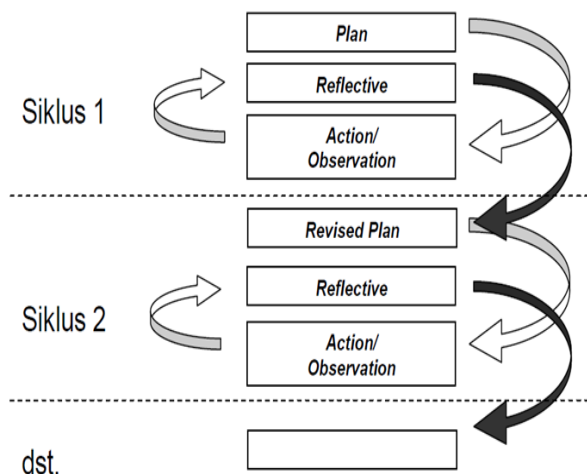 Plan
Reflective
Siklus 1
Action/
Observation
Revised Plan
Reflective
Siklus 2
Action/
Observation
dst.